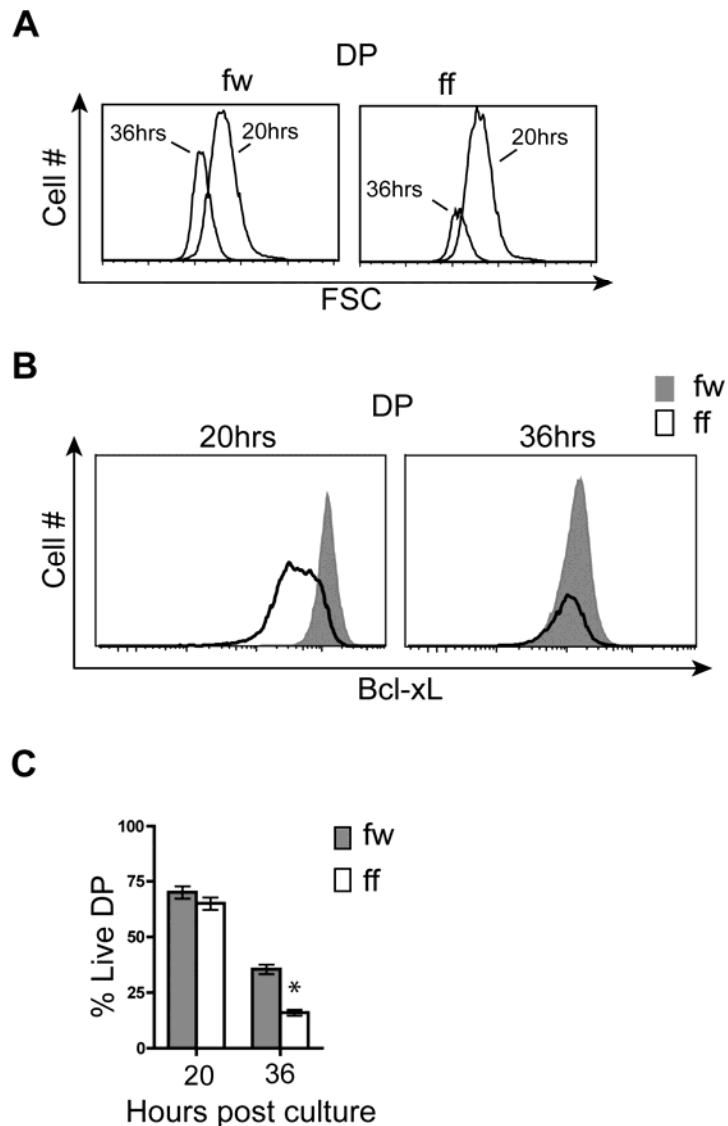 A
DP
fw
ff
36hrs
20hrs
20hrs
36hrs
Cell #
FSC
B
fw
ff
DP
20hrs
36hrs
Cell #
Bcl-xL
C
fw
ff
100
75
50
25
0
% Live DP
*
20
36
Hours post culture